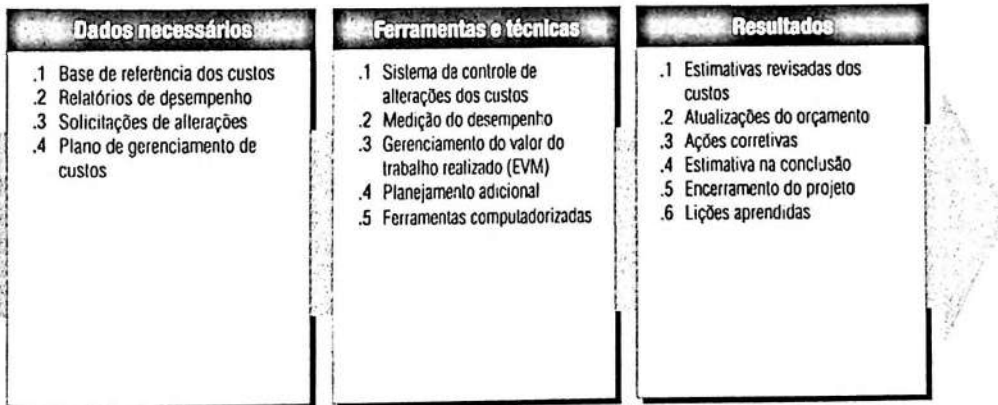 Dados necessários
.1 Base de referência dos custos
.2 Relatórios de desempenho
.3 Solicitações de alterações
.4 Plano de gerenciamento de
custos
Ferramentas e técnicas
.1 Sistema da controle de
alterações dos custos
.2 Medição do desempenho
.3 Gerenciamento do valor do
trabalho realizado (EVM)
.4 Planejamento adicional
.5 Ferramentas computadorizadas
Resultados
.1 Estimativas revisadas dos
custos
.2 Atualizações do orçamento
.3 Ações corretivas
.4 Estimativa na conclusão
.5 Encerramento do projeto
.6 Lições aprendidas